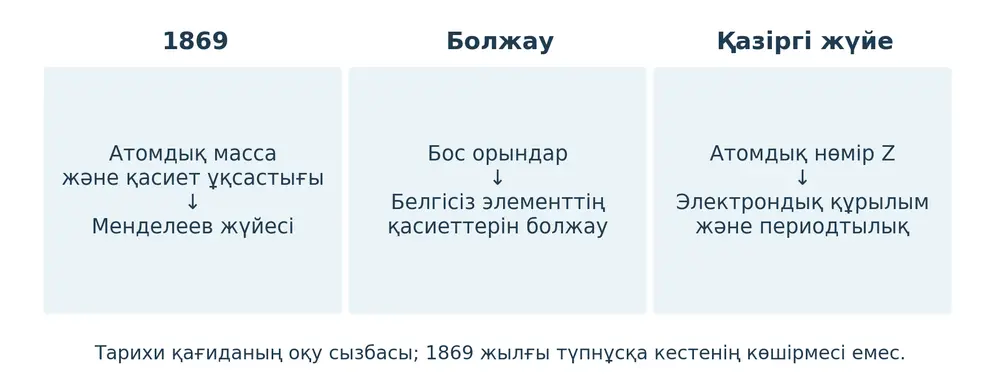 1869
Атомдық масса
және қасиет ұқсастығы
↓
Менделеев жүйесі
Болжау
Бос орындар
↓
Белгісіз элементтің
қасиеттерін болжау
Қазіргі жүйе
Атомдық нөмір Z
↓
Электрондық құрылым
және периодтылық
Тарихи қағиданың оқу сызбасы; 1869 жылғы түпнұсқа кестенің көшірмесі емес.